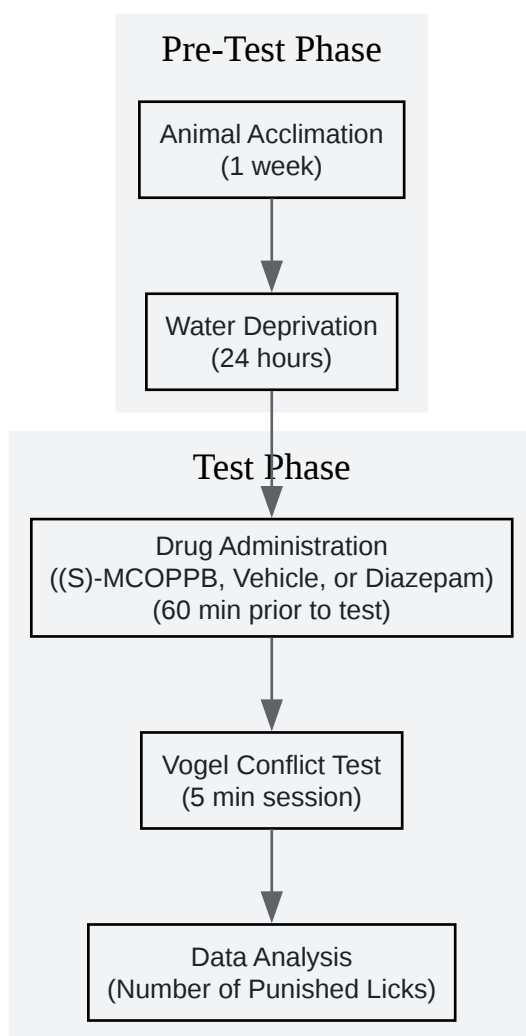 Pre-Test Phase
Animal Acclimation
(1 week)
Water Deprivation
(24 hours)
Test Phase
Drug Administration
((S)-MCOPPB, Vehicle, or Diazepam)
(60 min prior to test)
Vogel Conflict Test
(5 min session)
Data Analysis
(Number of Punished Licks)